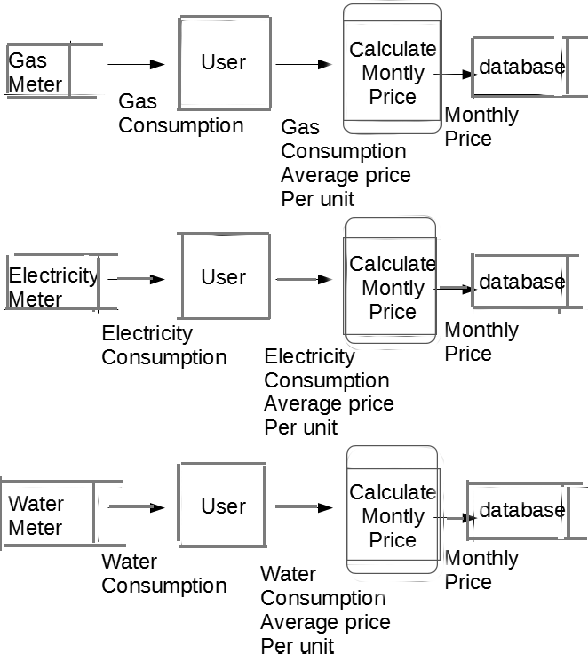 Gas
Meter
Gas
Consumption
User
Gas
Consumption
Average price
Per unit
Calculate
Montly
Price
Monthly
Price
database
Electricity
Meter
Electricity
Consumption
User
Electricity
Consumption
Average price
Per unit
Calculate
Montly
Price
Monthly
Price
database
Water
Meter
Water
Consumption
User
Water
Consumption
Average price
Per unit
Calculate
Montly
Price
Monthly
Price
database